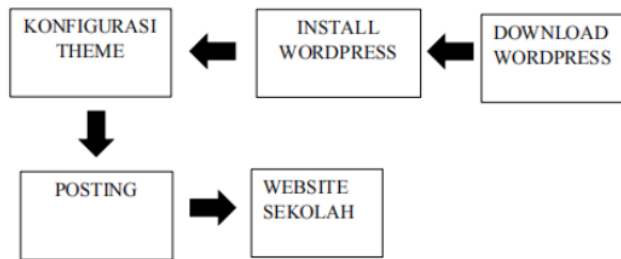 KONFIGURASI
THEME
INSTALL
WORDPRESS
DOWNLOAD
WORDPRESS
POSTING
WEBSITE
SEKOLAH